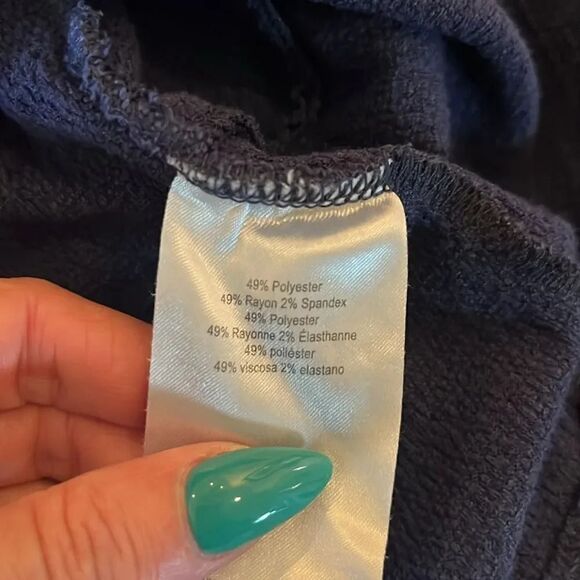 49% Polyester
49% Rayon 2% Spandex
49% Polyester
49% Rayonne 2% Élasthanne
49% poliéster
49% viscosa 2% elastano